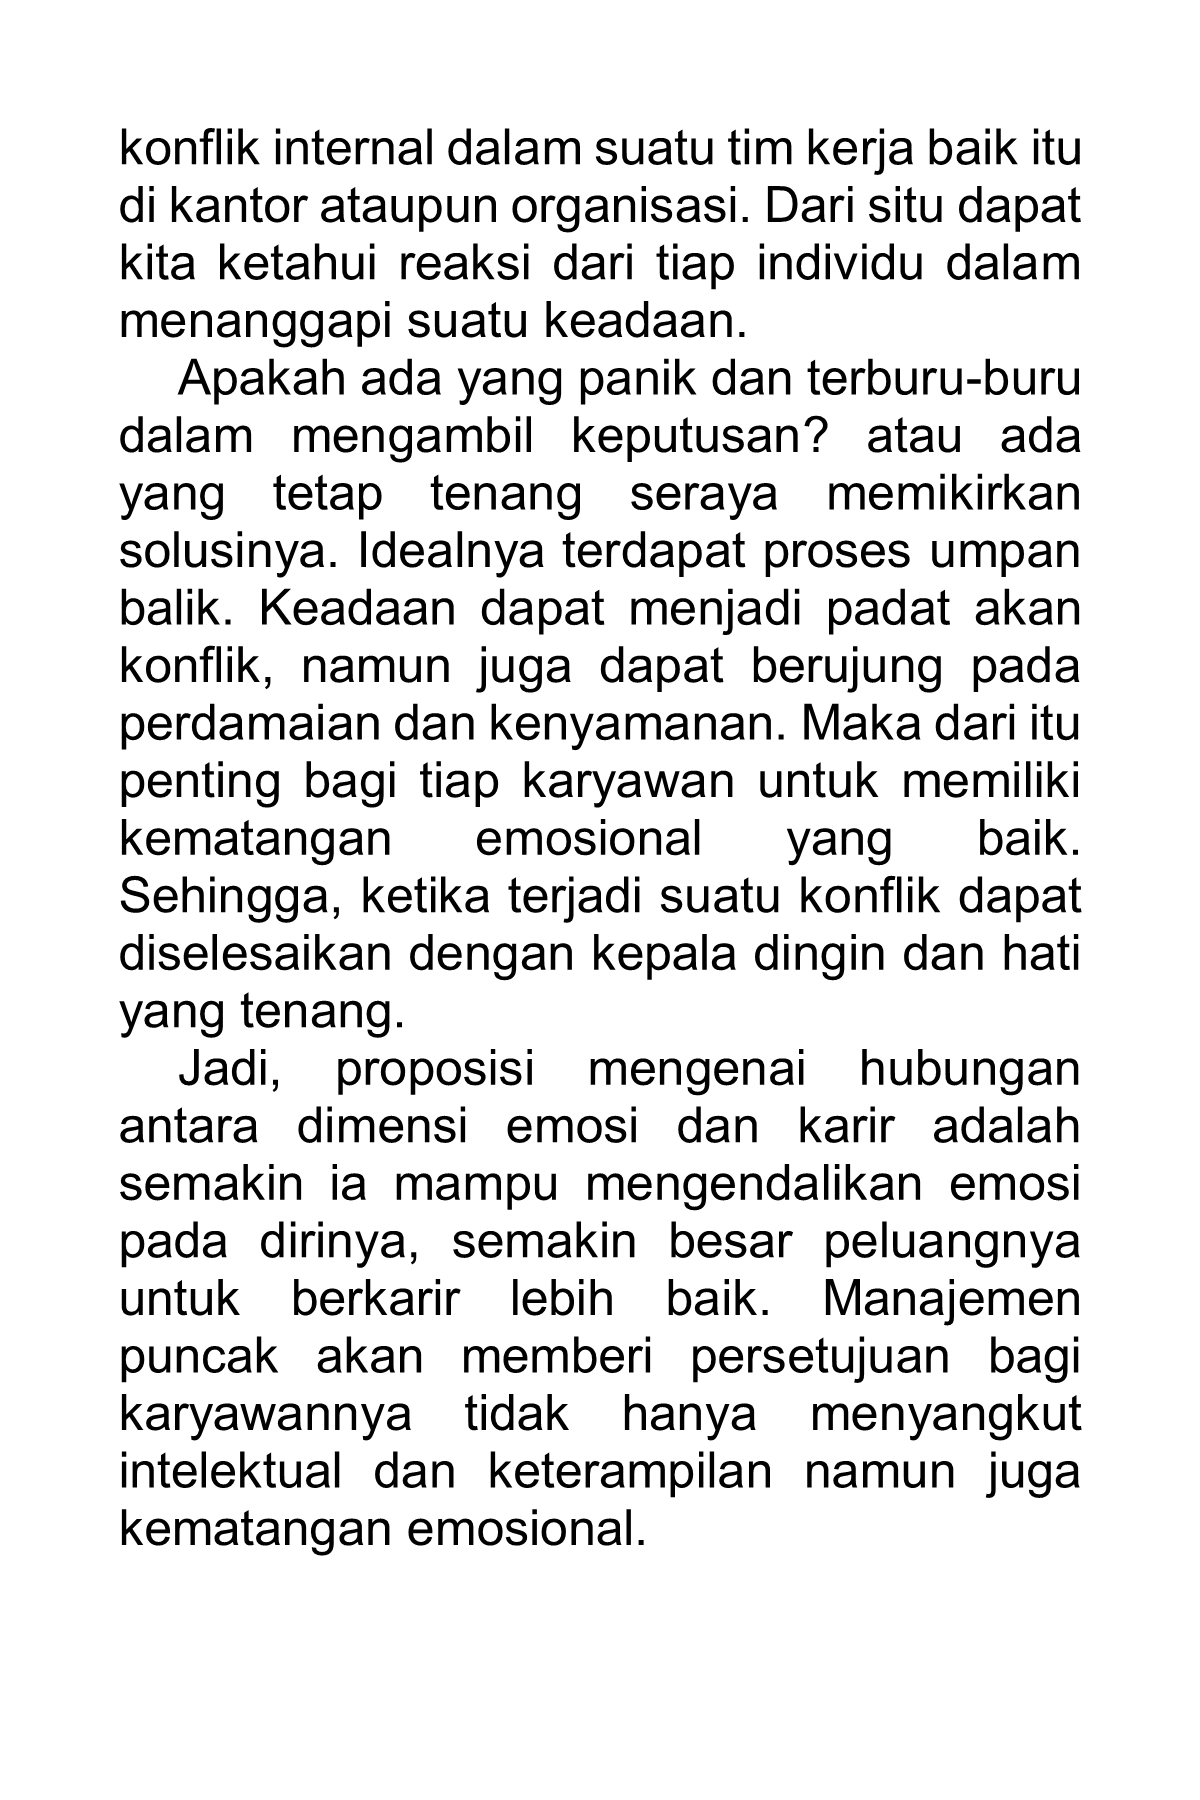 konflik internal dalam suatu tim kerja baik itu
di kantor ataupun organisasi. Dari situ dapat
kita ketahui reaksi dari tiap individu dalam
menanggapi suatu keadaan.
Apakah ada yang panik dan terburu-buru
dalam mengambil keputusan? atau ada
yang tetap tenang seraya memikirkan
solusinya. Idealnya terdapat proses umpan
balik. Keadaan dapat menjadi padat akan
konflik, namun juga dapat berujung pada
perdamaian dan kenyamanan. Maka dari itu
penting bagi tiap karyawan untuk memiliki
kematangan emosional yang baik.
Sehingga, ketika terjadi suatu konflik dapat
diselesaikan dengan kepala dingin dan hati
yang tenang.
Jadi, proposisi mengenai hubungan
antara dimensi emosi dan karir adalah
semakin ia mampu mengendalikan emosi
pada dirinya, semakin besar peluangnya
untuk berkarir lebih baik. Manajemen
puncak akan memberi persetujuan bagi
karyawannya tidak hanya menyangkut
intelektual dan keterampilan namun juga
kematangan emosional.